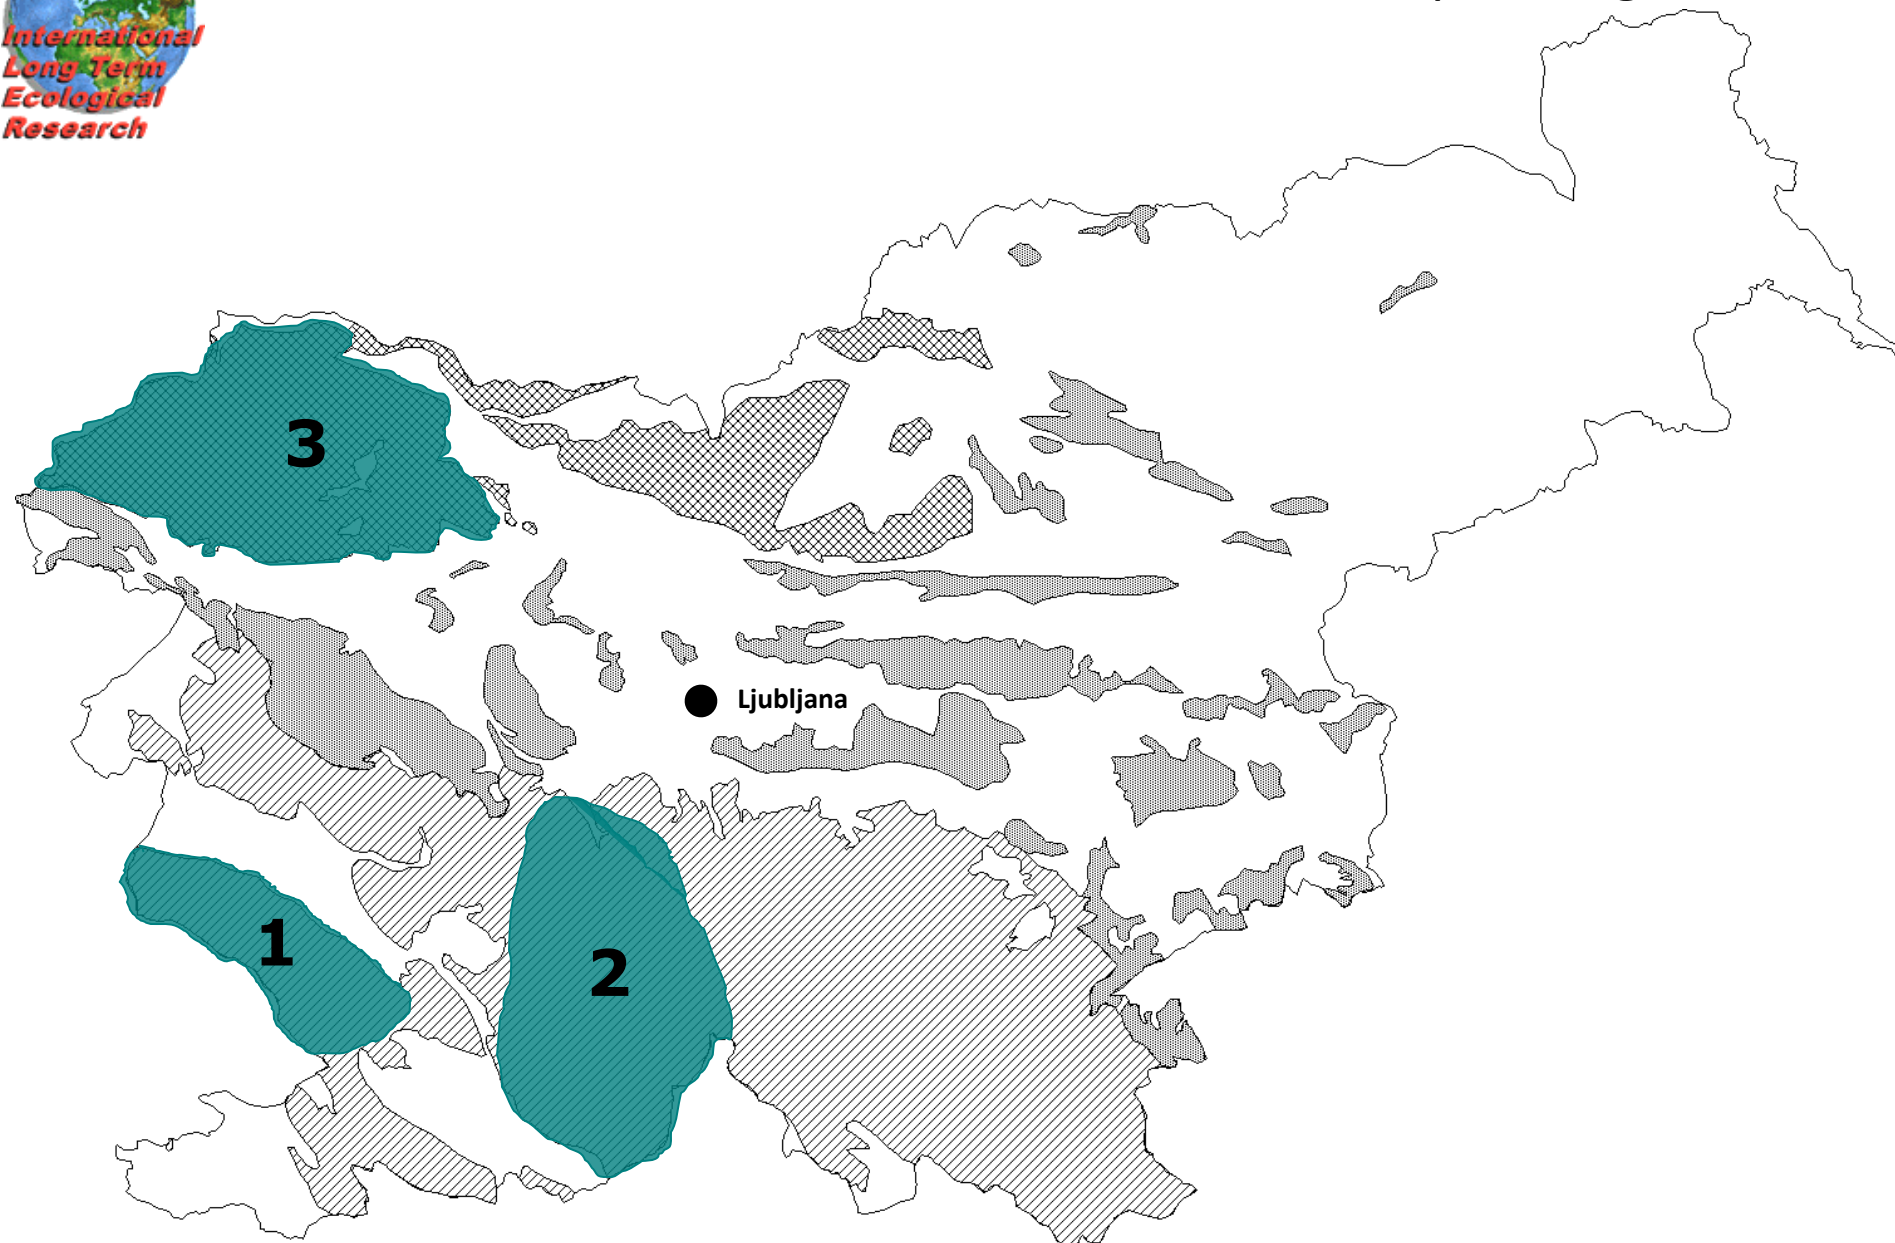 International
Long Term
Ecological
Research
3
Ljubljana
1
2